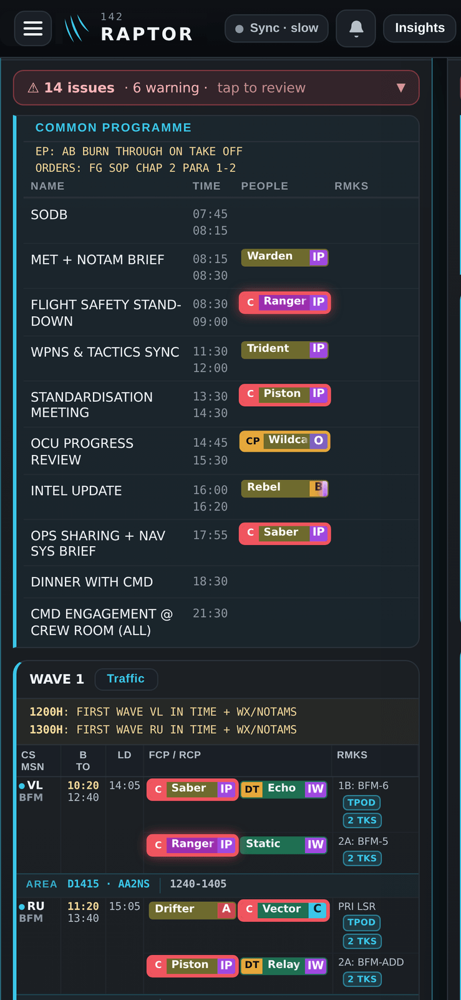 142
RAPTOR
Sync · slow
Insights
⚠ 14 issues · 6 warning · tap to review ▼
COMMON PROGRAMME
EP: AB BURN THROUGH ON TAKE OFF
ORDERS: FG SOP CHAP 2 PARA 1-2
NAME TIME PEOPLE RMKS
SODB 07:45
08:15
MET + NOTAM BRIEF 08:15 Warden IP
08:30
FLIGHT SAFETY STAND- 08:30 C Ranger IP
DOWN 09:00
WPNS & TACTICS SYNC 11:30 Trident IP
12:00
STANDARDISATION 13:30 C Piston IP
MEETING 14:30
OCU PROGRESS 14:45 CP Wildca O
REVIEW 15:30
INTEL UPDATE 16:00 Rebel B
16:20
OPS SHARING + NAV 17:55 C Saber IP
SYS BRIEF
DINNER WITH CMD 18:30
CMD ENGAGEMENT @ 21:30
CREW ROOM (ALL)
WAVE 1 Traffic
1200H: FIRST WAVE VL IN TIME + WX/NOTAMS
1300H: FIRST WAVE RU IN TIME + WX/NOTAMS
CS B LD FCP / RCP RMKS
MSN TO
VL 10:20 14:05 C Saber IP DT Echo IW 1B: BFM-6
BFM 12:40 TPOD
2 TKS
C Ranger IP Static IW 2A: BFM-5
2 TKS
AREA D1415 · AA2NS 1240-1405
RU 11:20 15:05 Drifter A C Vector C PRI LSR
BFM 13:40 TPOD
2 TKS
C Piston IP DT Relay IW 2A: BFM-ADD
2 TKS